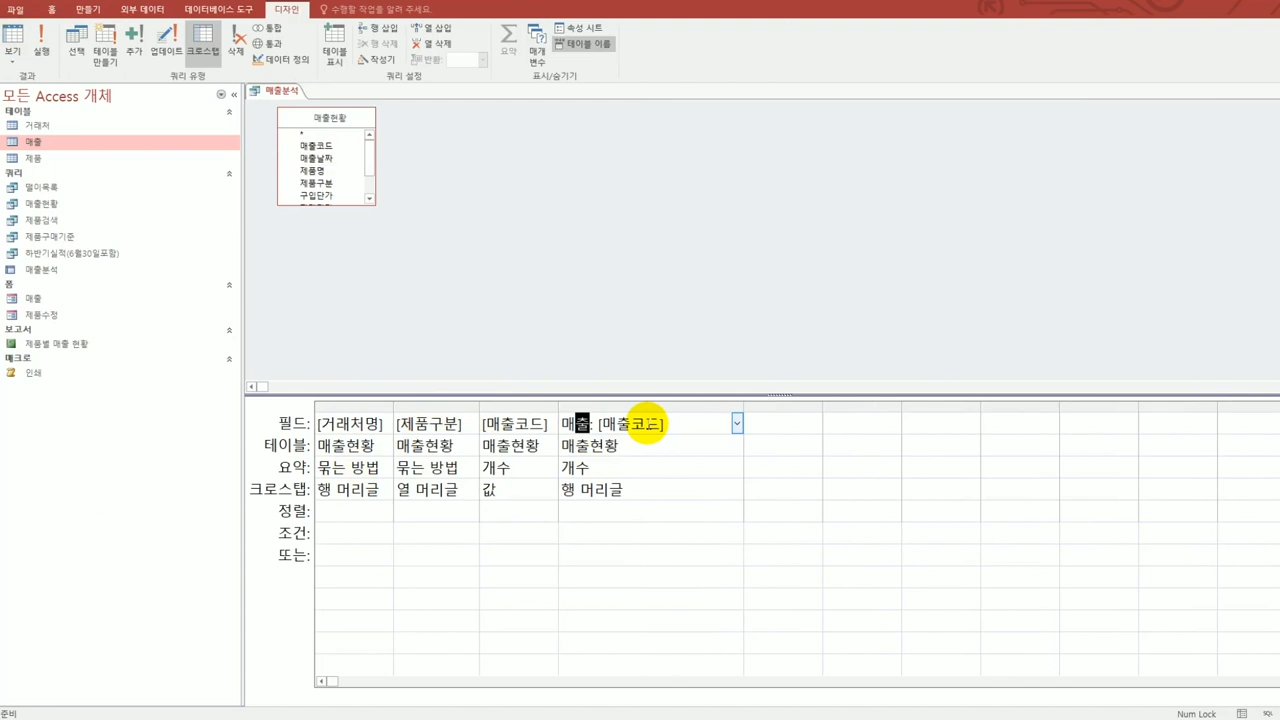 파일 홈 만들기 외부 데이터 데이터베이스 도구 디자인 수행할 작업을 알려 주세요.
보기 실행 선택 테이블 만들기 추가 업데이트 크로스탭 삭제 통합 통과 데이터 정의 테이블 표시 행 삽입 행 삭제 작성기 열 삽입 열 삭제 반환: 요약 매개 변수 속성 시트 테이블 이름
결과 쿼리 유형 쿼리 설정 표시/숨기기
모든 Access 개체
테이블
거래처
매출
제품
쿼리
떨이목록
매출현황
제품검색
제품구매기준
하반기실적(6월30일포함)
매출분석
폼
매출
제품수정
보고서
제품별 매출 현황
매크로
인쇄
매출분석
매출현황
*
매출코드
매출날짜
제품명
제품구분
구입단가
필드: [거래처명] [제품구분] [매출코드] 매출: [매출코드]
테이블: 매출현황 매출현황 매출현황 매출현황
요약: 묶는 방법 묶는 방법 개수 개수
크로스탭: 행 머리글 열 머리글 값 행 머리글
정렬:
조건:
또는:
준비 Num Lock SQL